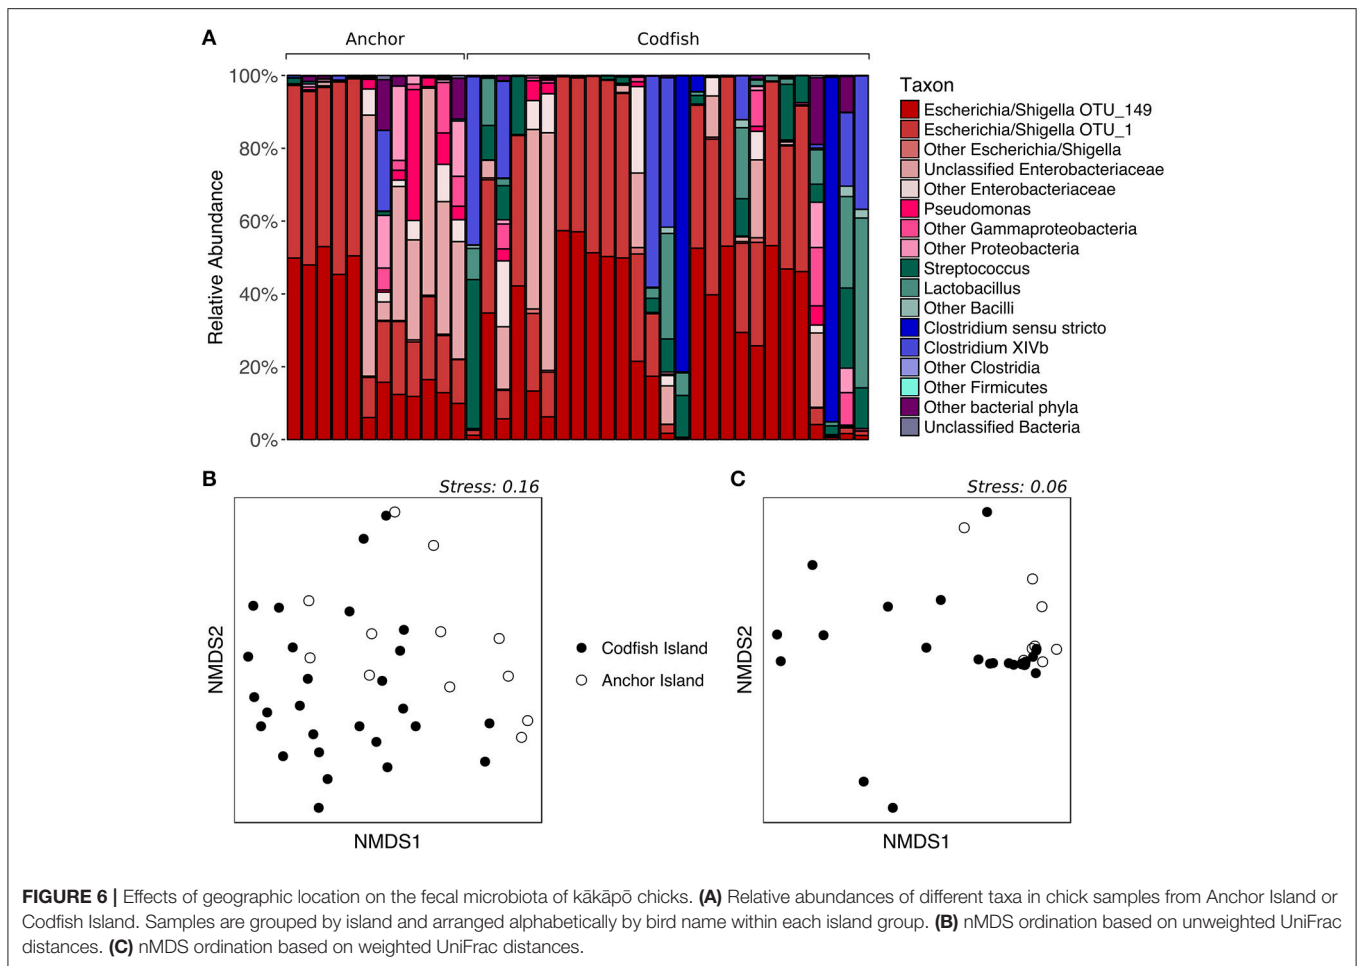 A
Anchor
Codfish
100%
80%
60%
40%
20%
0%
Relative Abundance
Taxon
Escherichia/Shigella OTU_149
Escherichia/Shigella OTU_1
Other Escherichia/Shigella
Unclassified Enterobacteriaceae
Other Enterobacteriaceae
Pseudomonas
Other Gammaproteobacteria
Other Proteobacteria
Streptococcus
Lactobacillus
Other Bacilli
Clostridium sensu stricto
Clostridium XIVb
Other Clostridia
Other Firmicutes
Other bacterial phyla
Unclassified Bacteria
B
Stress: 0.16
NMDS2
NMDS1
Codfish Island
Anchor Island
C
Stress: 0.06
NMDS2
NMDS1
FIGURE 6 | Effects of geographic location on the fecal microbiota of kākāpō chicks. (A) Relative abundances of different taxa in chick samples from Anchor Island or
Codfish Island. Samples are grouped by island and arranged alphabetically by bird name within each island group. (B) nMDS ordination based on unweighted UniFrac
distances. (C) nMDS ordination based on weighted UniFrac distances.